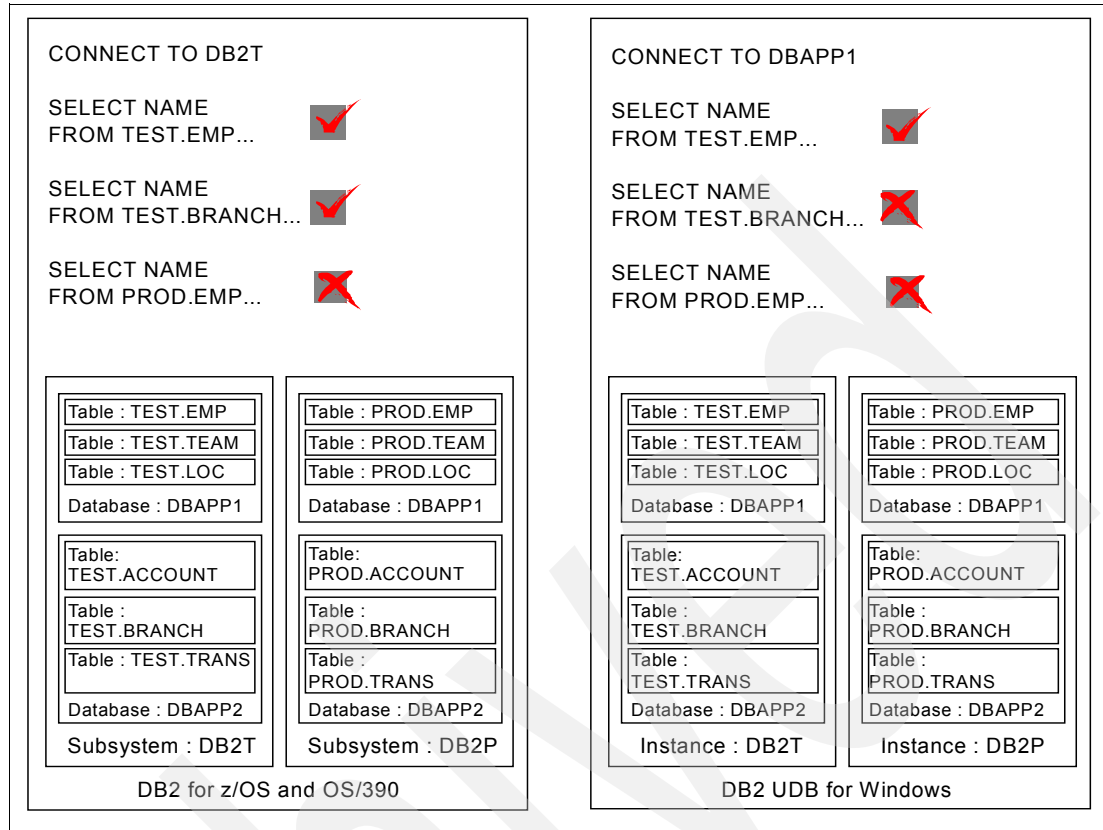 CONNECT TO DB2T
SELECT NAME
FROM TEST.EMP...
SELECT NAME
FROM TEST.BRANCH...
SELECT NAME
FROM PROD.EMP...
Table : TEST.EMP
Table : TEST.TEAM
Table : TEST.LOC
Database : DBAPP1
Table:
TEST.ACCOUNT
Table :
TEST.BRANCH
Table : TEST.TRANS
Database : DBAPP2
Subsystem : DB2T
Table : PROD.EMP
Table : PROD.TEAM
Table : PROD.LOC
Database : DBAPP1
Table:
PROD.ACCOUNT
Table :
PROD.BRANCH
Table :
PROD.TRANS
Database : DBAPP2
Subsystem : DB2P
DB2 for z/OS and OS/390
CONNECT TO DBAPP1
SELECT NAME
FROM TEST.EMP...
SELECT NAME
FROM TEST.BRANCH...
SELECT NAME
FROM PROD.EMP...
Table : TEST.EMP
Table : TEST.TEAM
Table : TEST.LOC
Database : DBAPP1
Table:
TEST.ACCOUNT
Table :
TEST.BRANCH
Table :
TEST.TRANS
Database : DBAPP2
Instance : DB2T
Table : PROD.EMP
Table : PROD.TEAM
Table : PROD.LOC
Database : DBAPP1
Table:
PROD.ACCOUNT
Table :
PROD.BRANCH
Table :
PROD.TRANS
Database : DBAPP2
Instance : DB2P
DB2 UDB for Windows